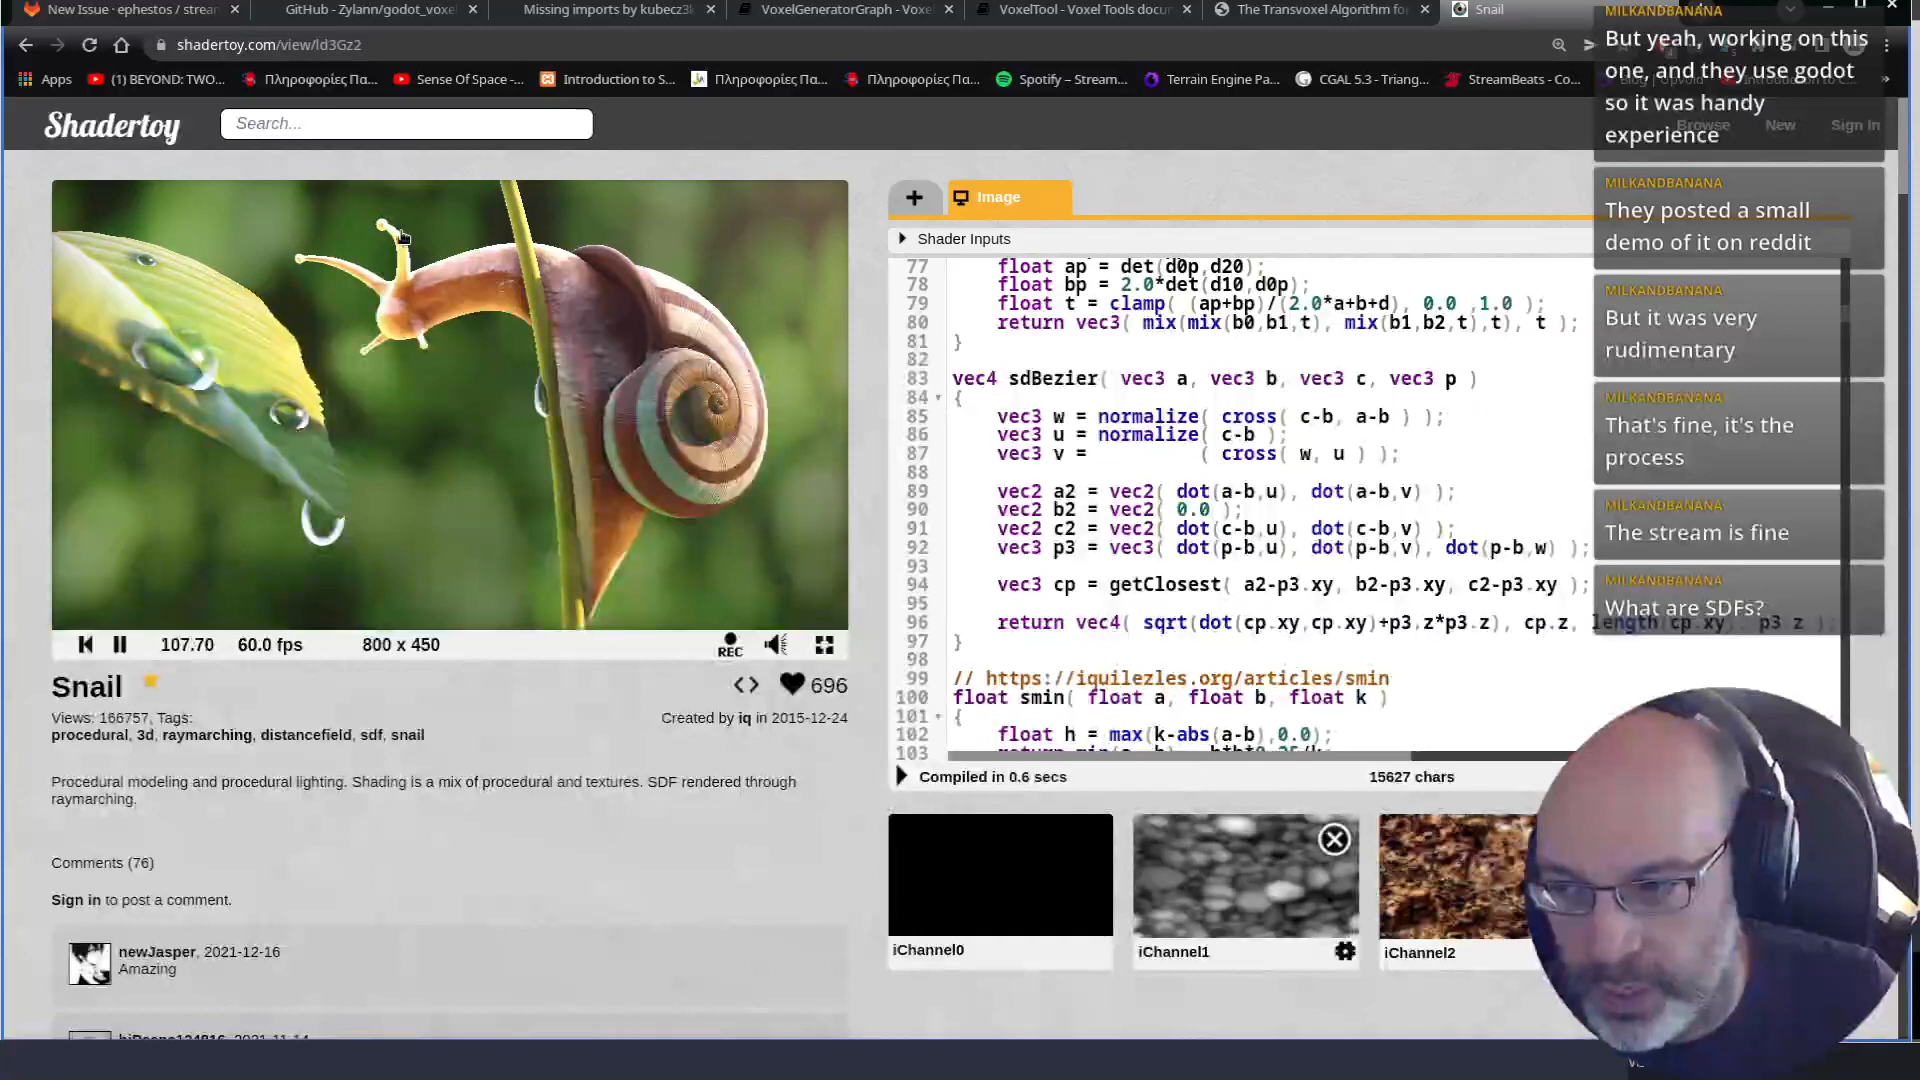 New Issue · ephestos / strear
GitHub - Zylann/godot_voxel
Missing imports by kubecz3k
VoxelGeneratorGraph - Voxel
VoxelTool - Voxel Tools docun
The Transvoxel Algorithm fo
Snail
shadertoy.com/view/ld3Gz2
Apps
(1) BEYOND: TWO...
Πληροφορίες Πα...
Sense Of Space -...
Introduction to S...
Πληροφορίες Πα...
Πληροφορίες Πα...
Spotify – Stream...
Terrain Engine Pa...
CGAL 5.3 - Triang...
StreamBeats - Co...
Shadertoy
Search...
Browse
New
Sign In
107.70
60.0 fps
800 x 450
REC
Snail
696
Views: 166757, Tags:
Created by iq in 2015-12-24
procedural, 3d, raymarching, distancefield, sdf, snail
Procedural modeling and procedural lighting. Shading is a mix of procedural and textures. SDF rendered through
raymarching.
Comments (76)
Sign in to post a comment.
newJasper, 2021-12-16
Amazing
Image
Shader Inputs
77 float ap = det(d0p,d20);
78 float bp = 2.0*det(d10,d0p);
79 float t = clamp( (ap+bp)/(2.0*a+b+d), 0.0 ,1.0 );
80 return vec3( mix(mix(b0,b1,t), mix(b1,b2,t),t), t );
81 }
82
83 vec4 sdBezier( vec3 a, vec3 b, vec3 c, vec3 p )
84 {
85 vec3 w = normalize( cross( c-b, a-b ) );
86 vec3 u = normalize( c-b );
87 vec3 v = ( cross( w, u ) );
88
89 vec2 a2 = vec2( dot(a-b,u), dot(a-b,v) );
90 vec2 b2 = vec2( 0.0 );
91 vec2 c2 = vec2( dot(c-b,u), dot(c-b,v) );
92 vec3 p3 = vec3( dot(p-b,u), dot(p-b,v), dot(p-b,w) );
93
94 vec3 cp = getClosest( a2-p3.xy, b2-p3.xy, c2-p3.xy );
95
96 return vec4( sqrt(dot(cp.xy,cp.xy)+p3.z*p3.z), cp.z, length(cp.xy), p3.z );
97 }
98
99 // https://iquilezles.org/articles/smin
100 float smin( float a, float b, float k )
101 {
102 float h = max(k-abs(a-b),0.0);
103
Compiled in 0.6 secs
15627 chars
iChannel0
iChannel1
iChannel2
MILKANDBANANA
But yeah, working on this
one, and they use godot
so it was handy
experience
MILKANDBANANA
They posted a small
demo of it on reddit
MILKANDBANANA
But it was very
rudimentary
MILKANDBANANA
That's fine, it's the
process
MILKANDBANANA
The stream is fine
MILKANDBANANA
What are SDFs?